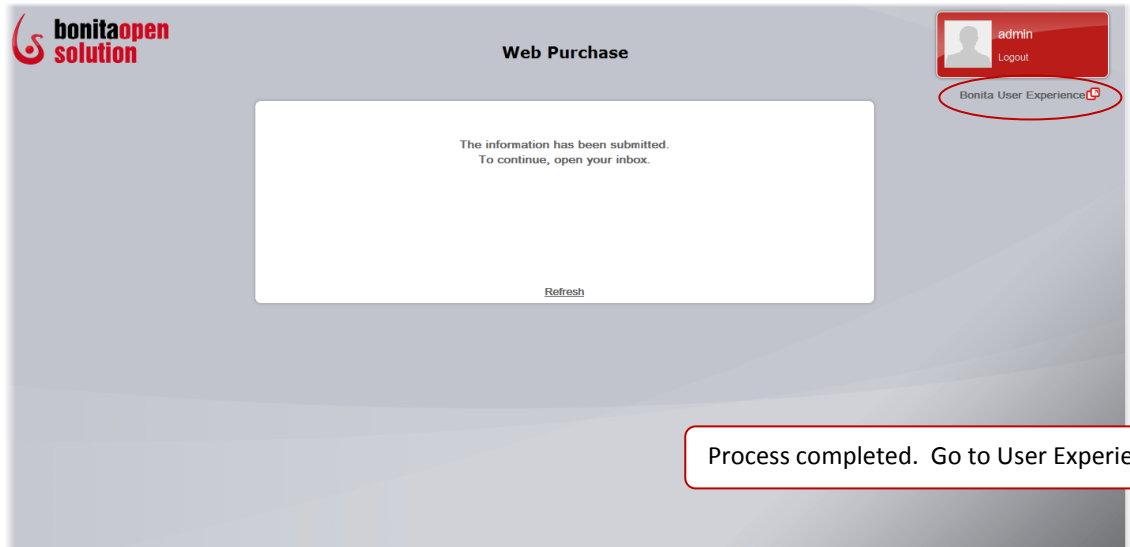 bonitaopen
solution
Web Purchase
admin
Logout
Bonita User Experience
The information has been submitted.
To continue, open your inbox.
Refresh
Process completed. Go to User Experie